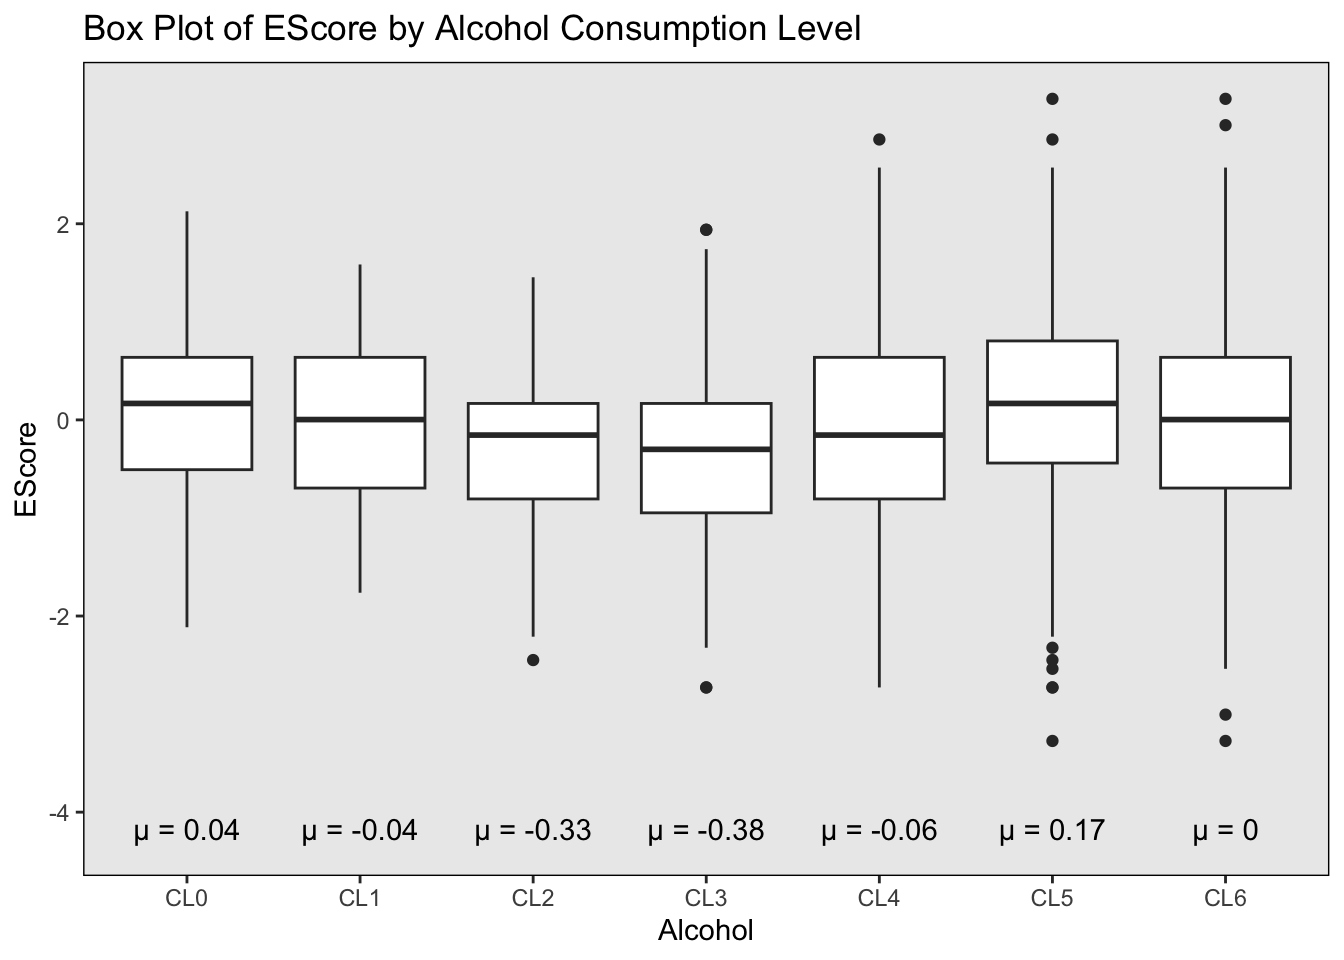 Box Plot of EScore by Alcohol Consumption Level
EScore
2
0
-2
-4
μ = 0.04 μ = -0.04 μ = -0.33 μ = -0.38 μ = -0.06 μ = 0.17 μ = 0
CL0 CL1 CL2 CL3 CL4 CL5 CL6
Alcohol